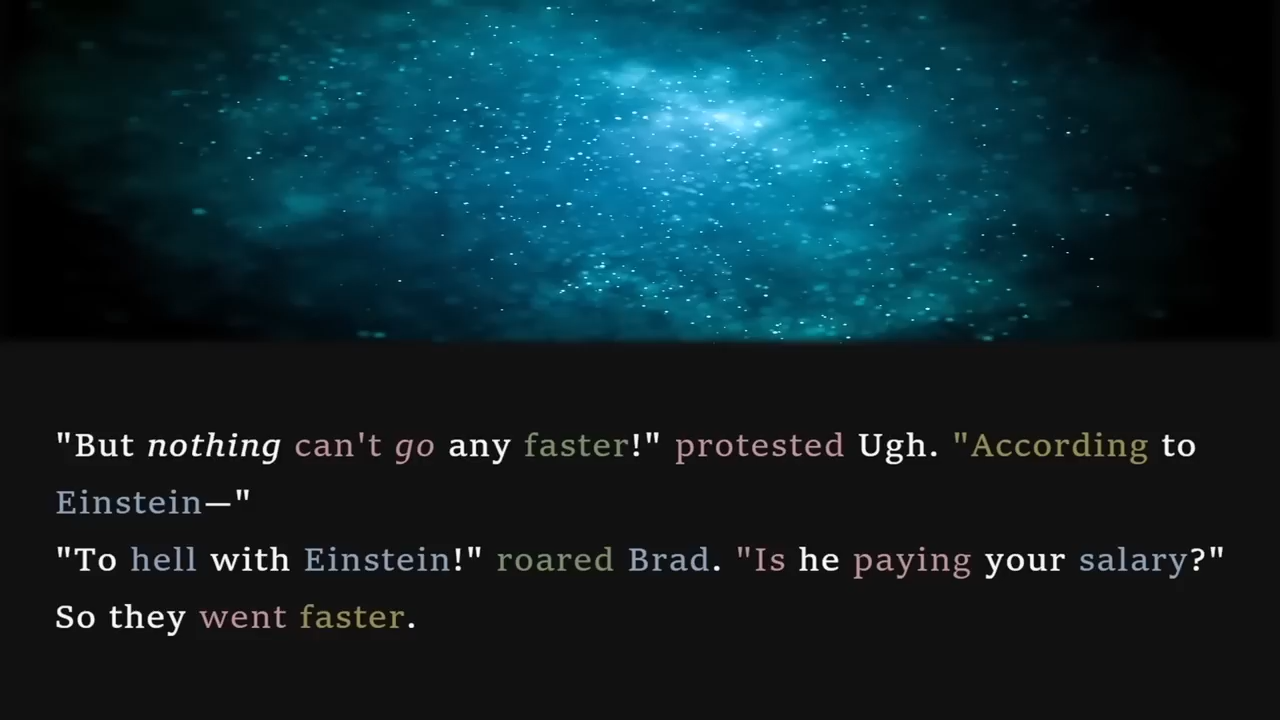 "But nothing can't go any faster!" protested Ugh. "According to
Einstein—"
"To hell with Einstein!" roared Brad. "Is he paying your salary?"
So they went faster.